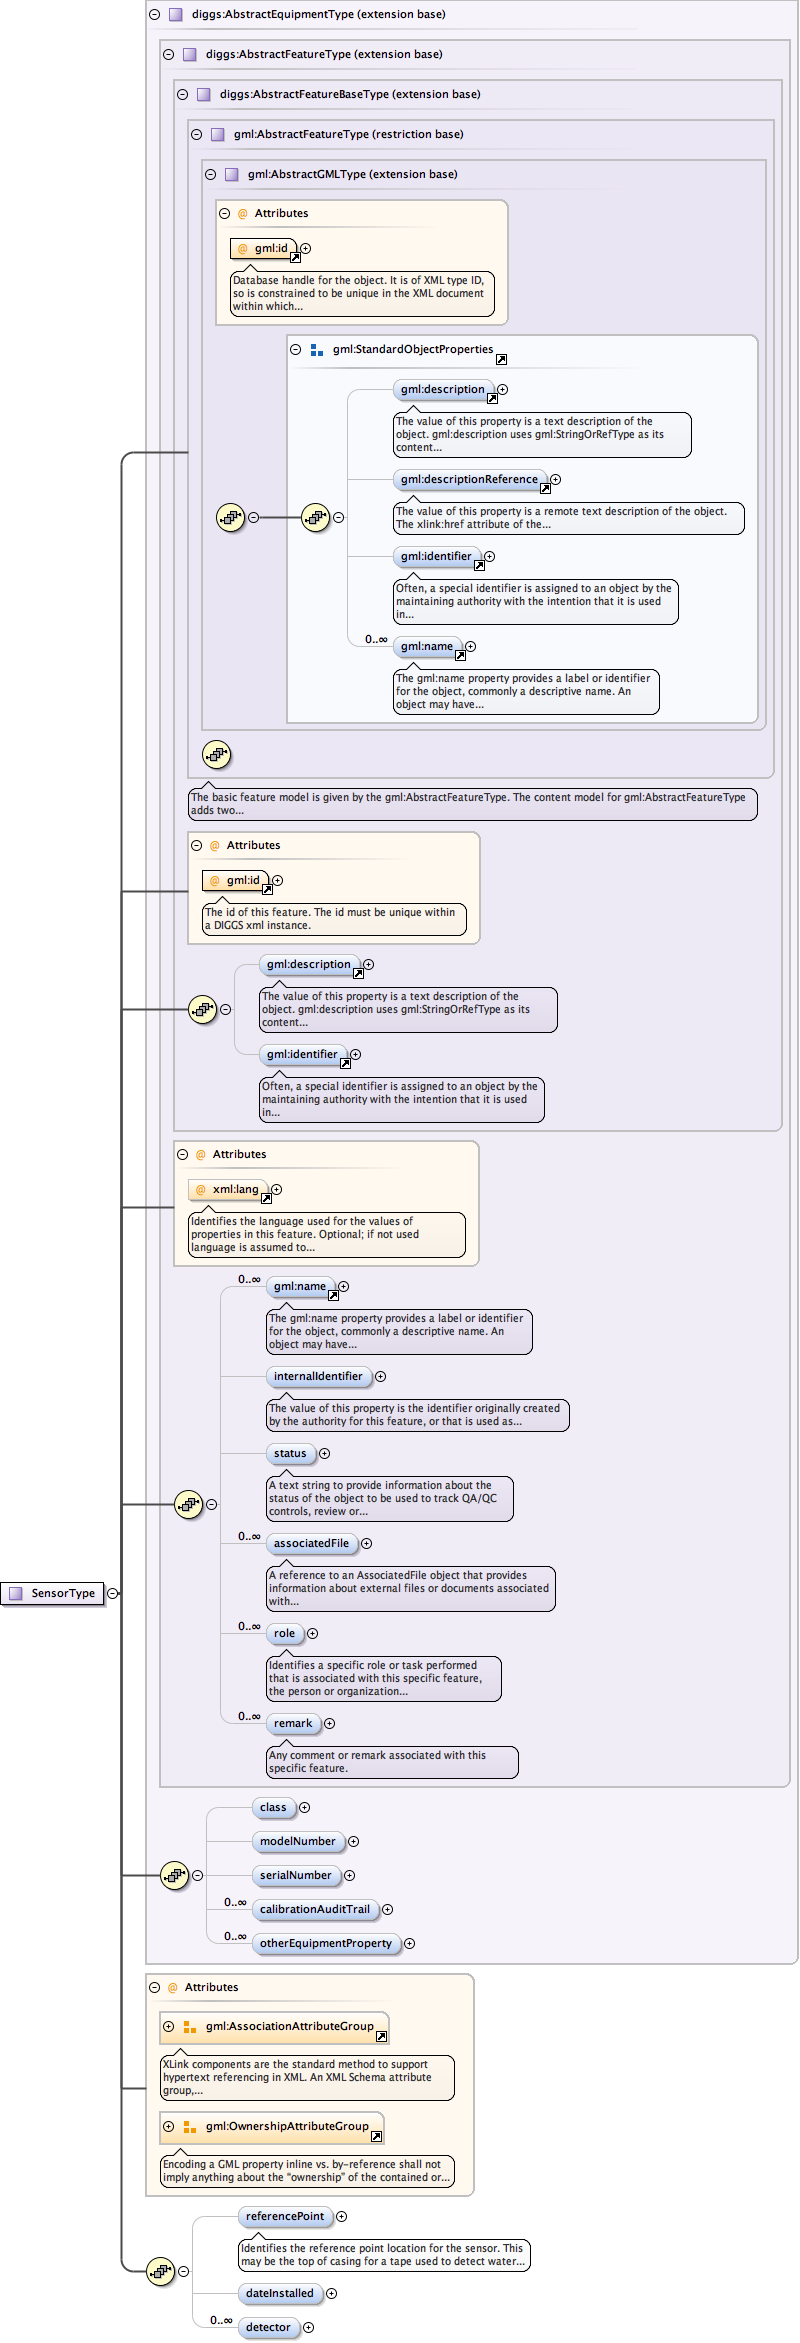 diggs:AbstractEquipmentType (extension base)
diggs:AbstractFeatureType (extension base)
diggs:AbstractFeatureBaseType (extension base)
gml:AbstractFeatureType (restriction base)
gml:AbstractGMLType (extension base)
@ Attributes
@ gml:id
Database handle for the object. It is of XML type ID,
so is constrained to be unique in the XML document
within which...
gml:StandardObjectProperties
gml:description
The value of this property is a text description of the
object. gml:description uses gml:StringOrRefType as its
content...
gml:descriptionReference
The value of this property is a remote text description of the object.
The xlink:href attribute of the...
gml:identifier
Often, a special identifier is assigned to an object by the
maintaining authority with the intention that it is used
in...
0..∞
gml:name
The gml:name property provides a label or identifier
for the object, commonly a descriptive name. An
object may have...
The basic feature model is given by the gml:AbstractFeatureType. The content model for gml:AbstractFeatureType
adds two...
@ Attributes
@ gml:id
The id of this feature. The id must be unique within
a DIGGS xml instance.
gml:description
The value of this property is a text description of the
object. gml:description uses gml:StringOrRefType as its
content...
gml:identifier
Often, a special identifier is assigned to an object by the
maintaining authority with the intention that it is used
in...
@ Attributes
@ xml:lang
Identifies the language used for the values of
properties in this feature. Optional; if not used
language is assumed to...
0..∞
gml:name
The gml:name property provides a label or identifier
for the object, commonly a descriptive name. An
object may have...
internalIdentifier
The value of this property is the identifier originally created
by the authority for this feature, or that is used as...
status
A text string to provide information about the
status of the object to be used to track QA/QC
controls, review or...
0..∞
associatedFile
A reference to an AssociatedFile object that provides
information about external files or documents associated
with...
SensorType
0..∞
role
Identifies a specific role or task performed
that is associated with this specific feature,
the person or organization...
0..∞
remark
Any comment or remark associated with this
specific feature.
class
modelNumber
serialNumber
0..∞
calibrationAuditTrail
0..∞
otherEquipmentProperty
@ Attributes
gml:AssociationAttributeGroup
XLink components are the standard method to support
hypertext referencing in XML. An XML Schema attribute
group,...
gml:OwnershipAttributeGroup
Encoding a GML property inline vs. by-reference shall not
imply anything about the “ownership” of the contained or...
referencePoint
Identifies the reference point location for the sensor. This
may be the top of casing for a tape used to detect water...
dateInstalled
0..∞
detector